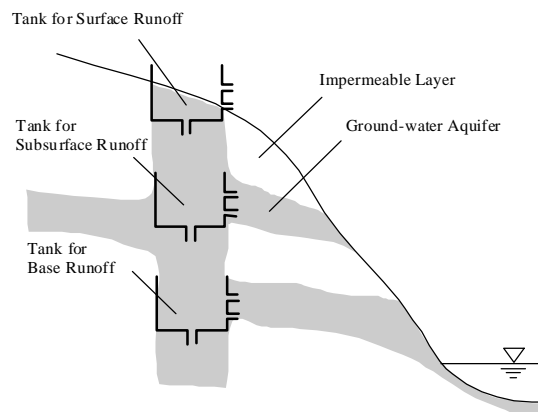 Tank for Surface Runoff
Impermeable Layer
Ground-water Aquifer
Tank for
Subsurface Runoff
Tank for
Base Runoff